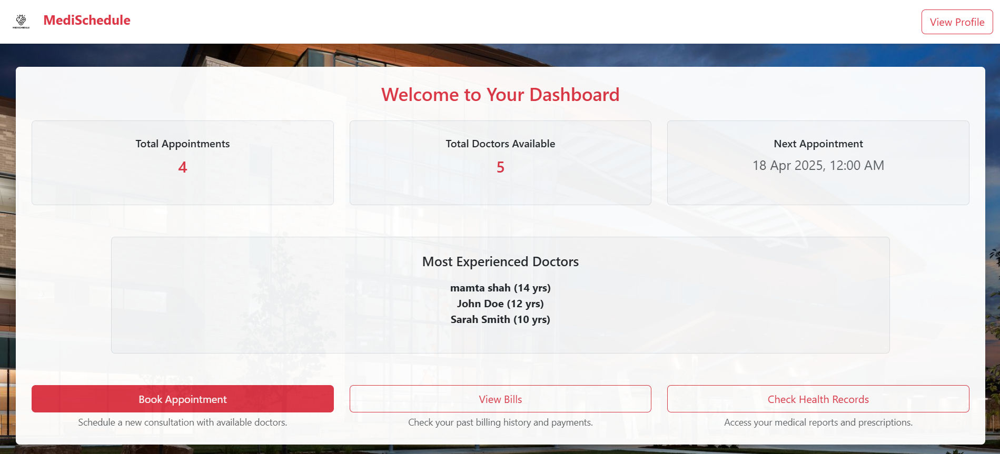 MEDISCHEDULE
MediSchedule
View Profile
Welcome to Your Dashboard
Total Appointments
4
Total Doctors Available
5
Next Appointment
18 Apr 2025, 12:00 AM
Most Experienced Doctors
mamta shah (14 yrs)
John Doe (12 yrs)
Sarah Smith (10 yrs)
Book Appointment
Schedule a new consultation with available doctors.
View Bills
Check your past billing history and payments.
Check Health Records
Access your medical reports and prescriptions.